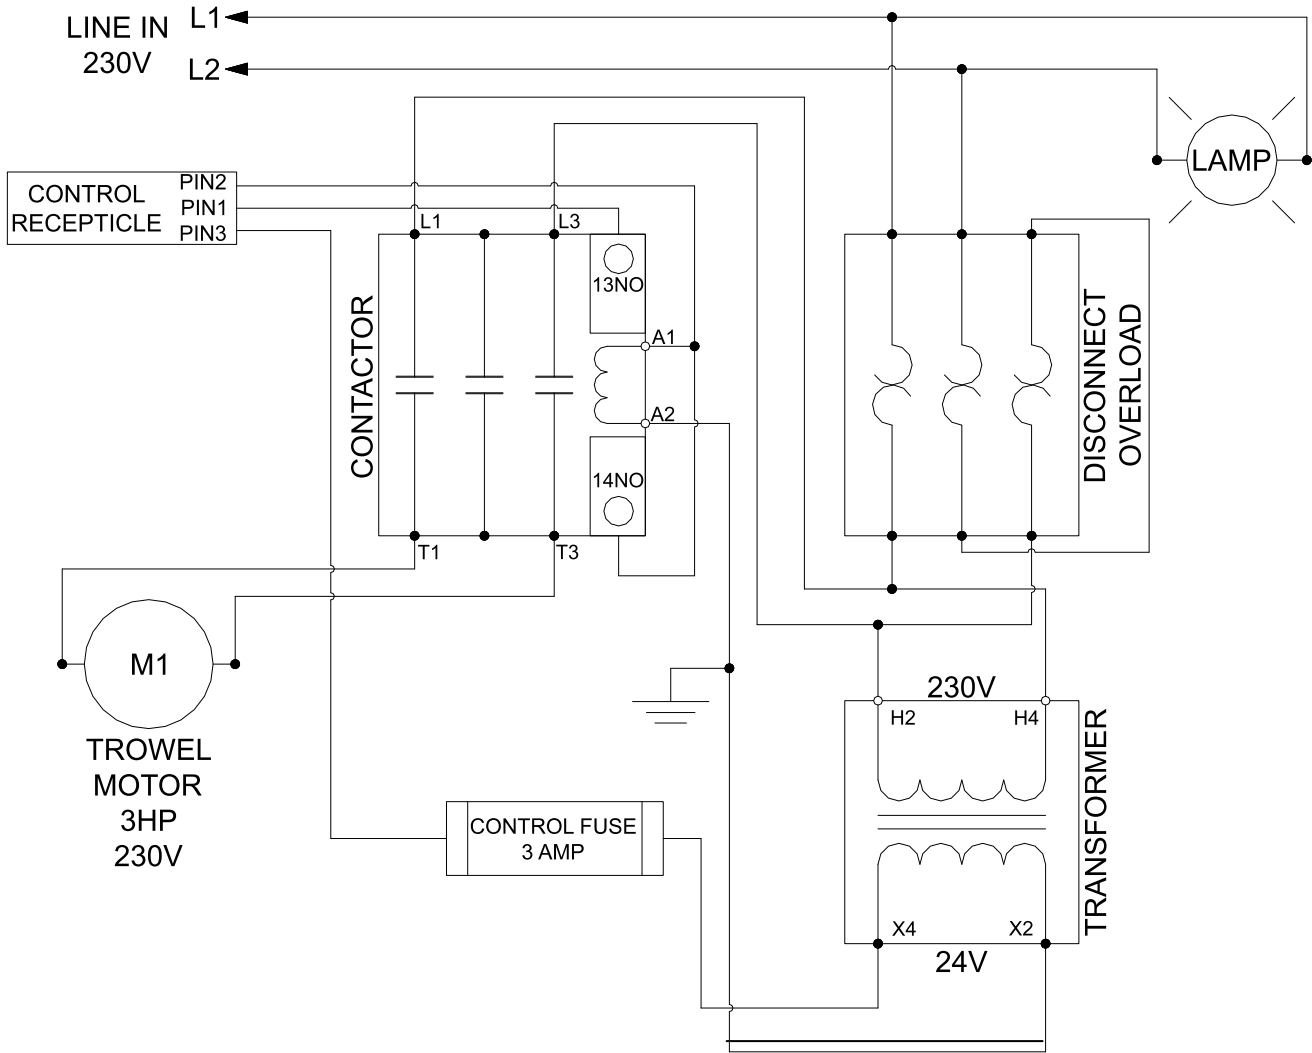 LINE IN
230V
L1
L2
LAMP
CONTROL
RECEPTICLE
PIN2
PIN1
PIN3
L1
L3
13NO
CONTACTOR
A1
A2
14NO
T1
T3
DISCONNECT
OVERLOAD
M1
TROWEL
MOTOR
3HP
230V
230V
H2
H4
TRANSFORMER
CONTROL FUSE
3 AMP
X4
X2
24V